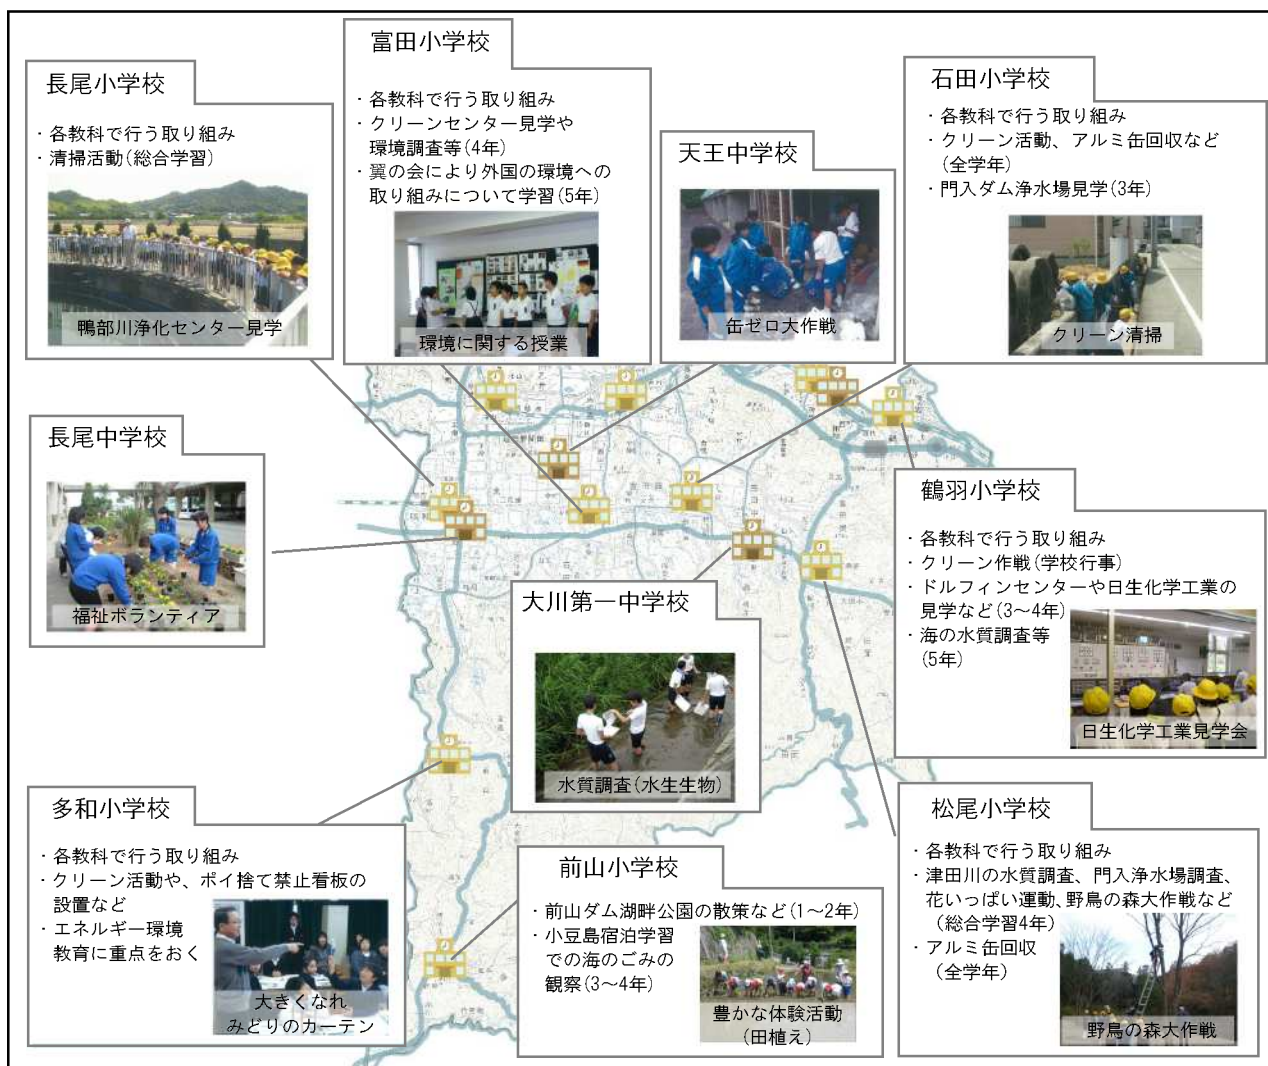 長尾小学校
・各教科で行う取り組み
・清掃活動(総合学習)
鴨部川浄化センター見学
富田小学校
・各教科で行う取り組み
・クリーンセンター見学や
環境調査等(4年)
・翼の会により外国の環境への
取り組みについて学習(5年)
環境に関する授業
天王中学校
缶ゼロ大作戦
石田小学校
・各教科で行う取り組み
・クリーン活動、アルミ缶回収など
(全学年)
・門入ダム浄水場見学(3年)
クリーン清掃
長尾中学校
福祉ボランティア
大川第一中学校
水質調査(水生生物)
鶴羽小学校
・各教科で行う取り組み
・クリーン作戦(学校行事)
・ドルフィンセンターや日生化学工業の
見学など(3～4年)
・海の水質調査等
(5年)
日生化学工業見学会
多和小学校
・各教科で行う取り組み
・クリーン活動や、ポイ捨て禁止看板の
設置など
・エネルギー環境
教育に重点をおく
大きくなれ
みどりのカーテン
前山小学校
・前山ダム湖畔公園の散策など(1～2年)
・小豆島宿泊学習
での海のごみの
観察(3～4年)
豊かな体験活動
(田植え)
松尾小学校
・各教科で行う取り組み
・津田川の水質調査、門入浄水場調査、
花いっぱい運動、野鳥の森大作戦など
(総合学習4年)
・アルミ缶回収
(全学年)
野鳥の森大作戦